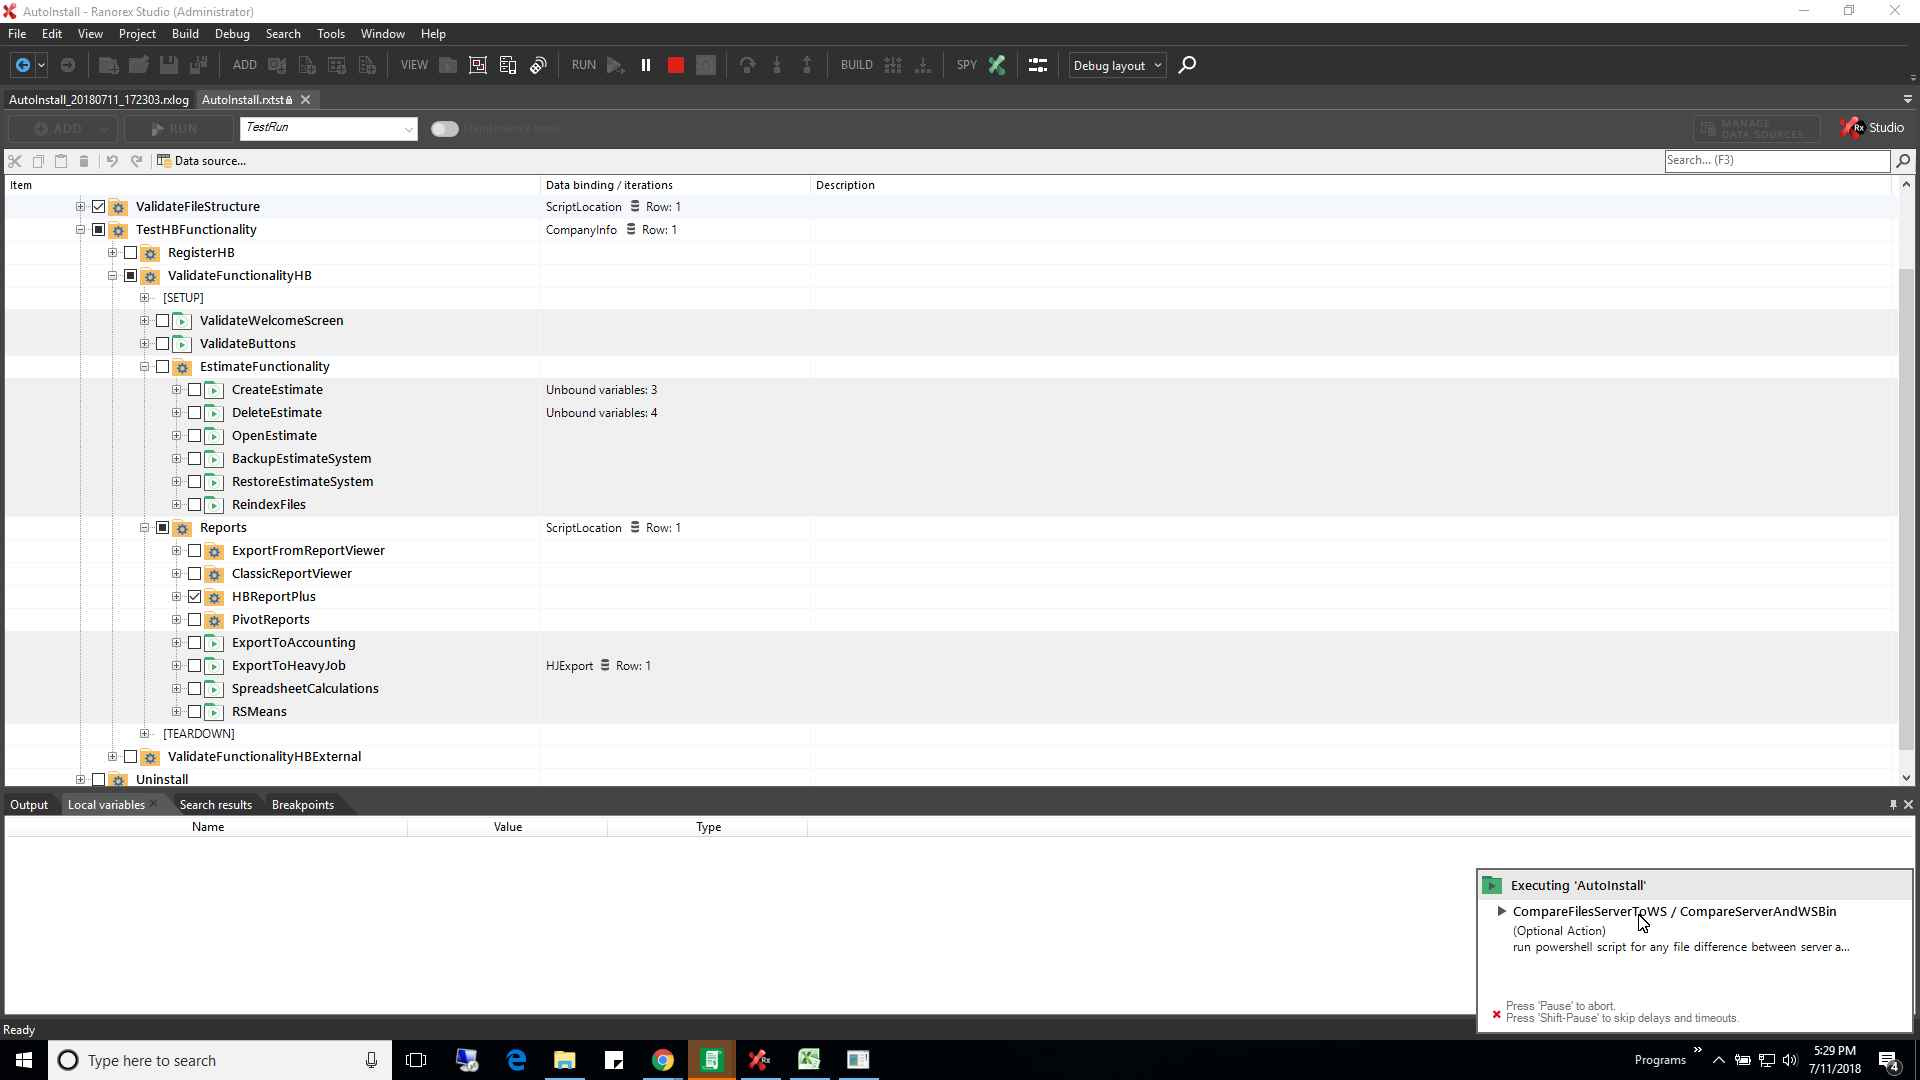 AutoInstall - Ranorex Studio (Administrator)
File Edit View Project Build Debug Search Tools Window Help
ADD VIEW RUN BUILD SPY Debug layout
AutoInstall_20180711_172303.rxlog AutoInstall.rxtst
ADD RUN TestRun Maintenance mode MANAGE DATA SOURCES... Rx Studio
Data source... Search... (F3)
Item Data binding / iterations Description
ValidateFileStructure ScriptLocation Row: 1
TestHBFunctionality CompanyInfo Row: 1
RegisterHB
ValidateFunctionalityHB
[SETUP]
ValidateWelcomeScreen
ValidateButtons
EstimateFunctionality
CreateEstimate Unbound variables: 3
DeleteEstimate Unbound variables: 4
OpenEstimate
BackupEstimateSystem
RestoreEstimateSystem
ReindexFiles
Reports ScriptLocation Row: 1
ExportFromReportViewer
ClassicReportViewer
HBReportPlus
PivotReports
ExportToAccounting
ExportToHeavyJob HJExport Row: 1
SpreadsheetCalculations
RSMeans
[TEARDOWN]
ValidateFunctionalityHBExternal
Uninstall
Output Local variables Search results Breakpoints
Name Value Type
Executing 'AutoInstall'
CompareFilesServerToWS / CompareServerAndWSBin
(Optional Action)
run powershell script for any file difference between server a...
Press 'Pause' to abort.
Press 'Shift-Pause' to skip delays and timeouts.
Ready
Type here to search
Programs
5:29 PM
7/11/2018
4